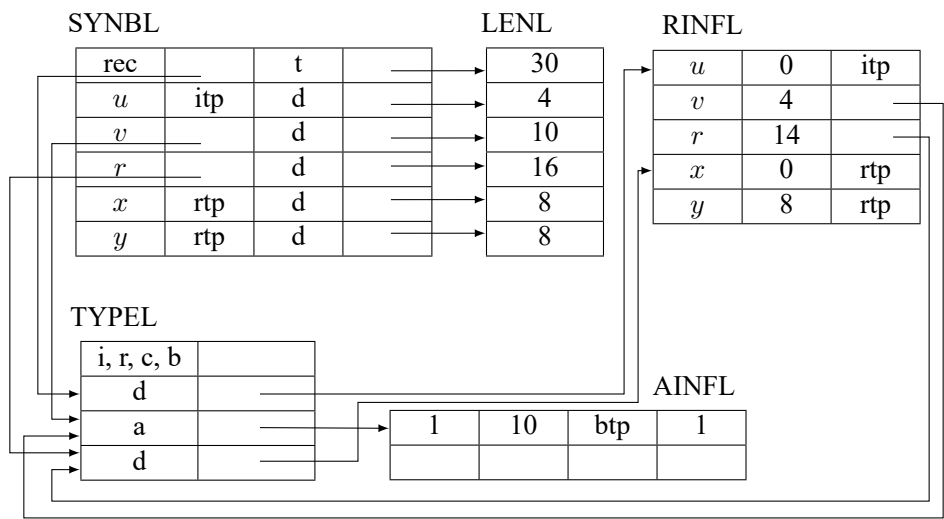 SYNBL
rec t
u itp d
v d
r d
x rtp d
y rtp d
LENL
30
4
10
16
8
8
RINFL
u 0 itp
v 4
r 14
x 0 rtp
y 8 rtp
TYPEL
i, r, c, b
d
a
d
AINFL
1 10 btp 1